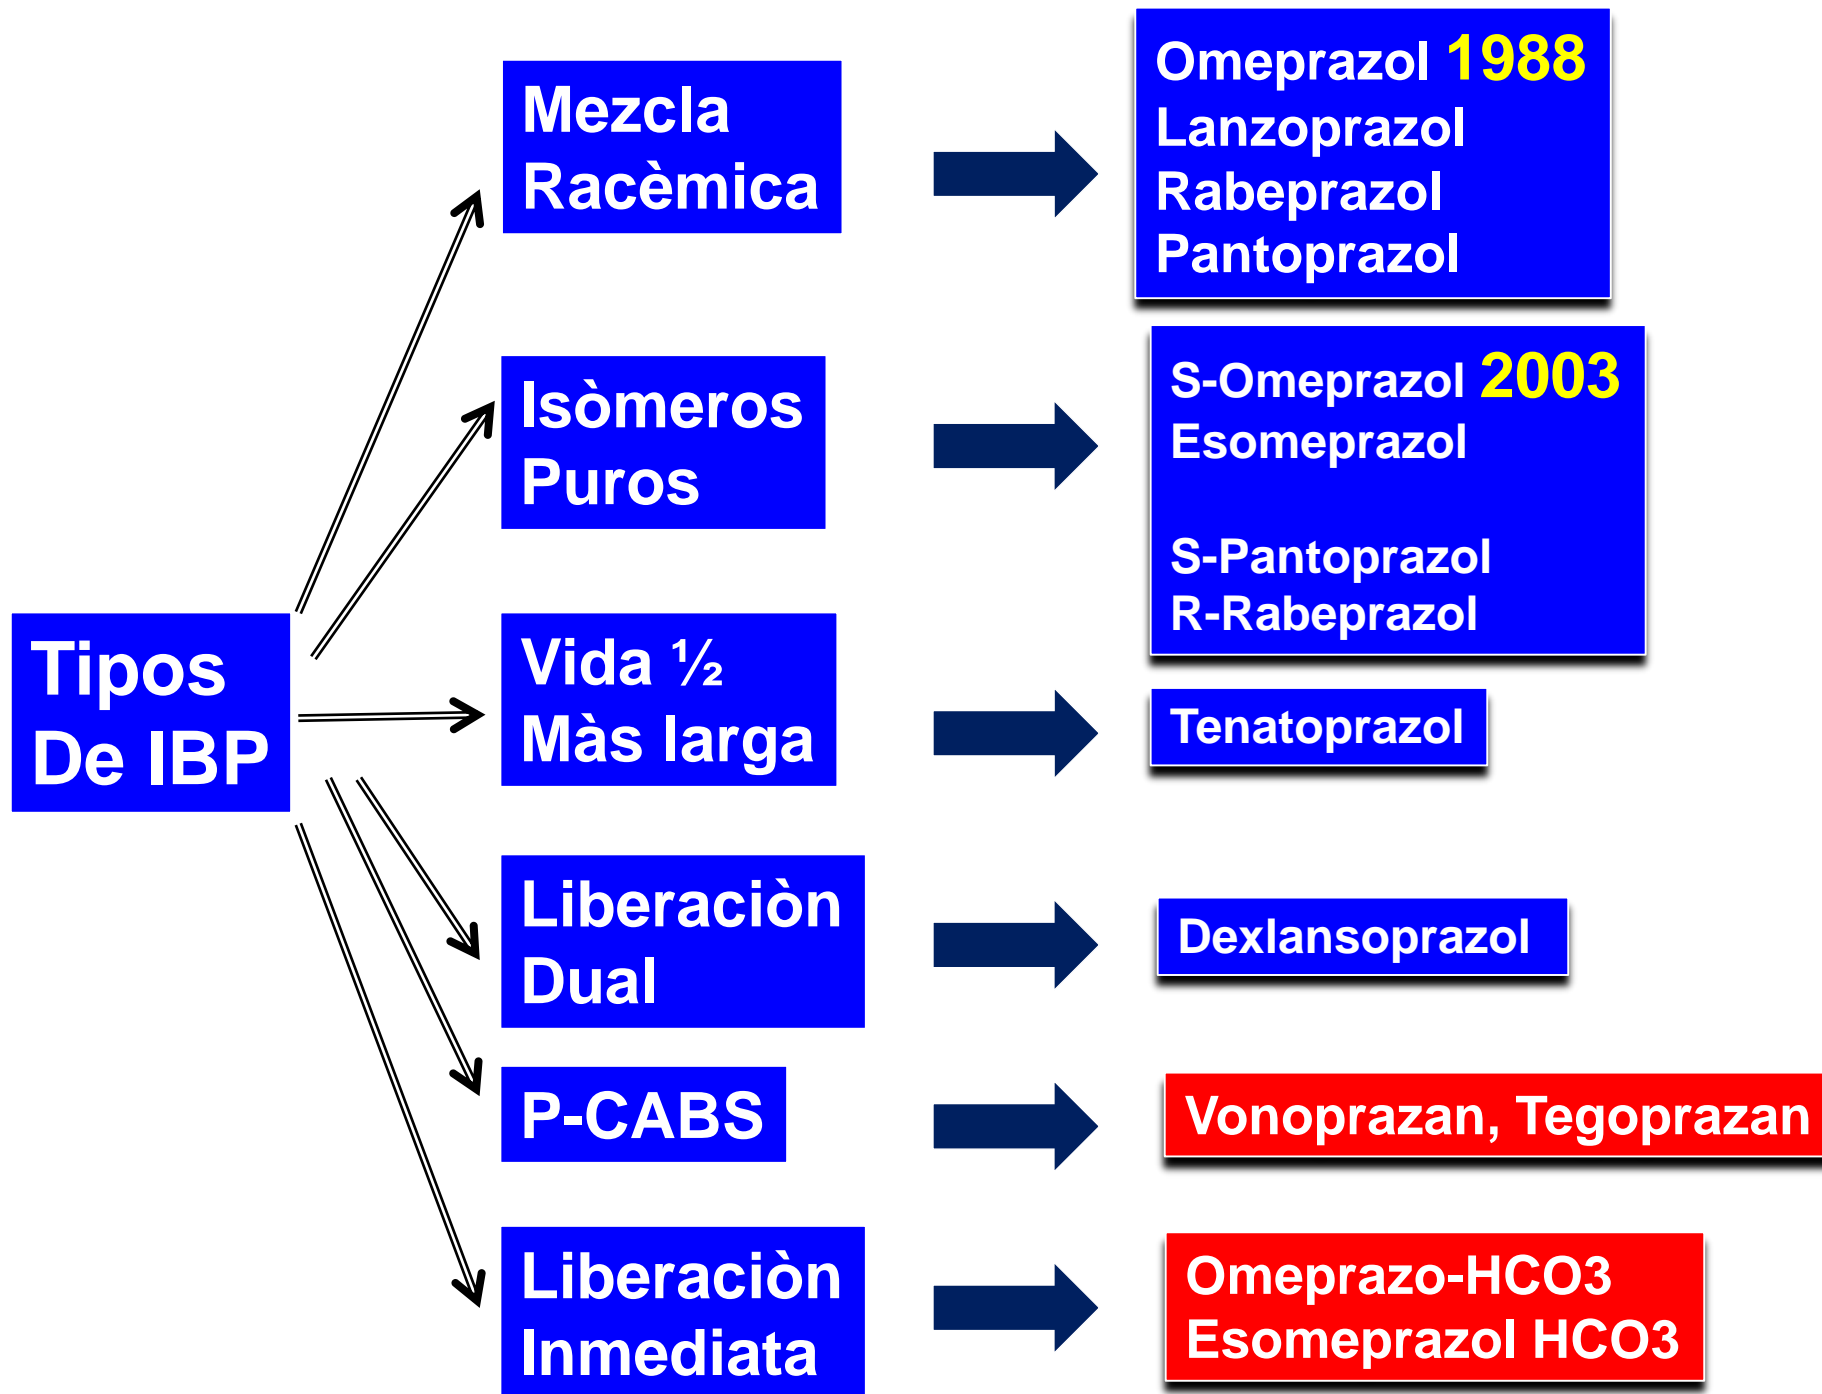 Tipos
De IBP
Mezcla
Racèmica
Omeprazol 1988
Lanzoprazol
Rabeprazol
Pantoprazol
Isòmeros
Puros
S-Omeprazol 2003
Esomeprazol
S-Pantoprazol
R-Rabeprazol
Vida ½
Màs larga
Tenatoprazol
Liberaciòn
Dual
Dexlansoprazol
P-CABS
Vonoprazan, Tegoprazan
Liberaciòn
Inmediata
Omeprazo-HCO3
Esomeprazol HCO3